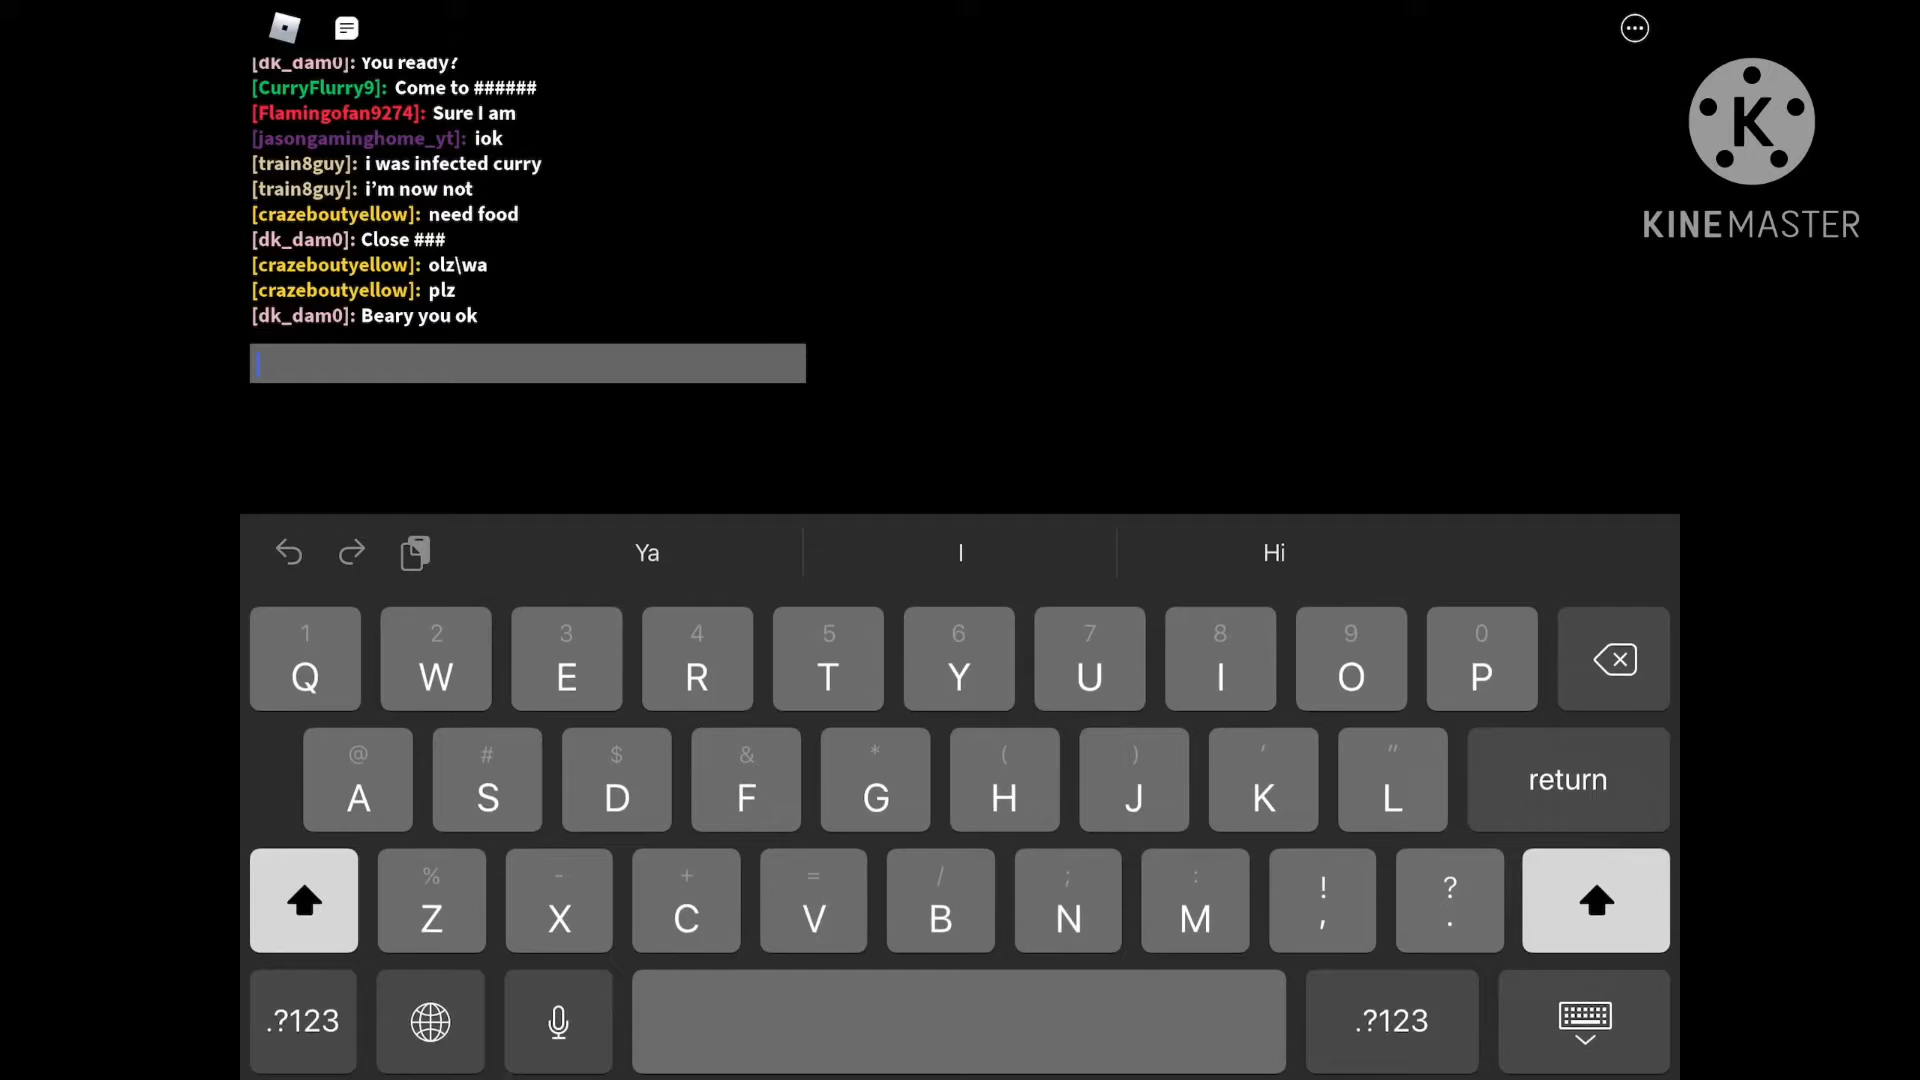 [dk_dam0]: You ready?
[CurryFlurry9]: Come to ######
[Flamingofan9274]: Sure I am
[jasongaminghome_yt]: iok
[train8guy]: i was infected curry
[train8guy]: i’m now not
[crazeboutyellow]: need food
[dk_dam0]: Close ###
[crazeboutyellow]: olz\wa
[crazeboutyellow]: plz
[dk_dam0]: Beary you ok
K
KINEMASTER
Ya I Hi
1 2 3 4 5 6 7 8 9 0
Q W E R T Y U I O P
@ # $ & * ( ) ' "
A S D F G H J K L return
% - + = / ; : ! ?
Z X C V B N M , .
.?123 .?123